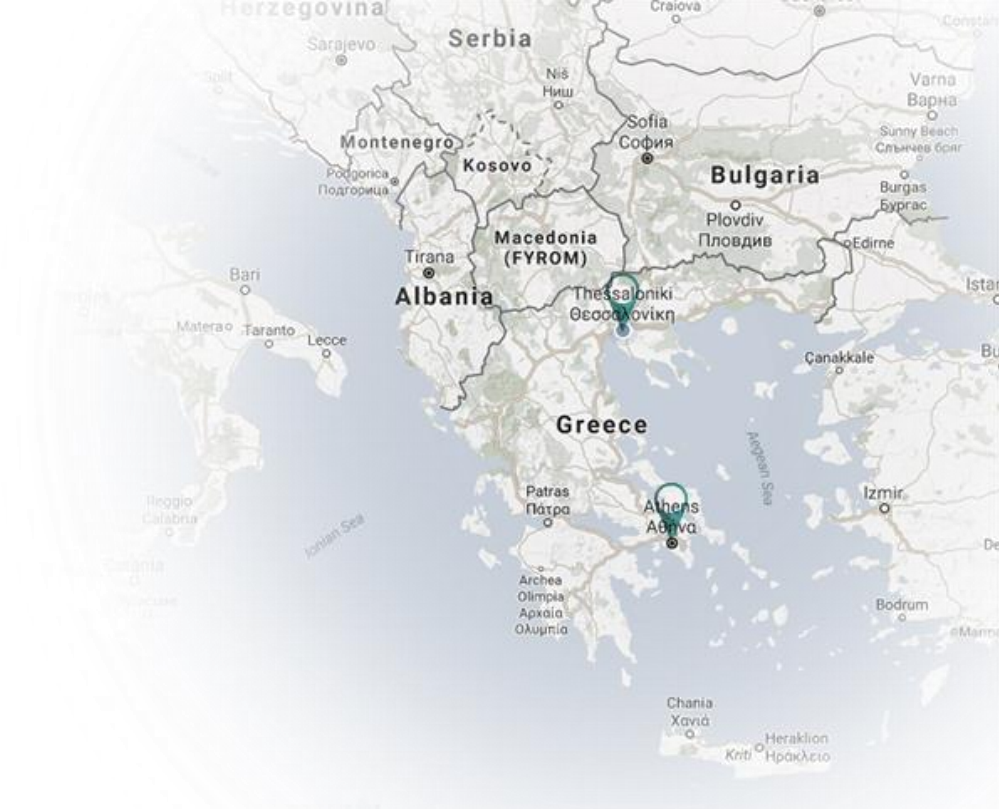 Herzegovina
Craiova
Serbia
Sarajevo
Split
Niš
Ниш
Varna
Варна
Sofia
София
Sunny Beach
Слънчев бряг
Montenegro
Kosovo
Podgorica
Подгорица
Bulgaria
Burgas
Бургас
Plovdiv
Пловдив
Edirne
Macedonia
(FYROM)
Tirana
Albania
Bari
Thessaloniki
Θεσσαλονίκη
Matera
Taranto
Lecce
Çanakkale
Greece
Aegean Sea
Patras
Πάτρα
Athens
Αθήνα
Izmir
Reggio
Calabria
Ionian Sea
Catania
Archea
Olimpia
Αρχαία
Ολυμπία
Bodrum
Chania
Χανιά
Heraklion
Ηράκλειο
Kriti